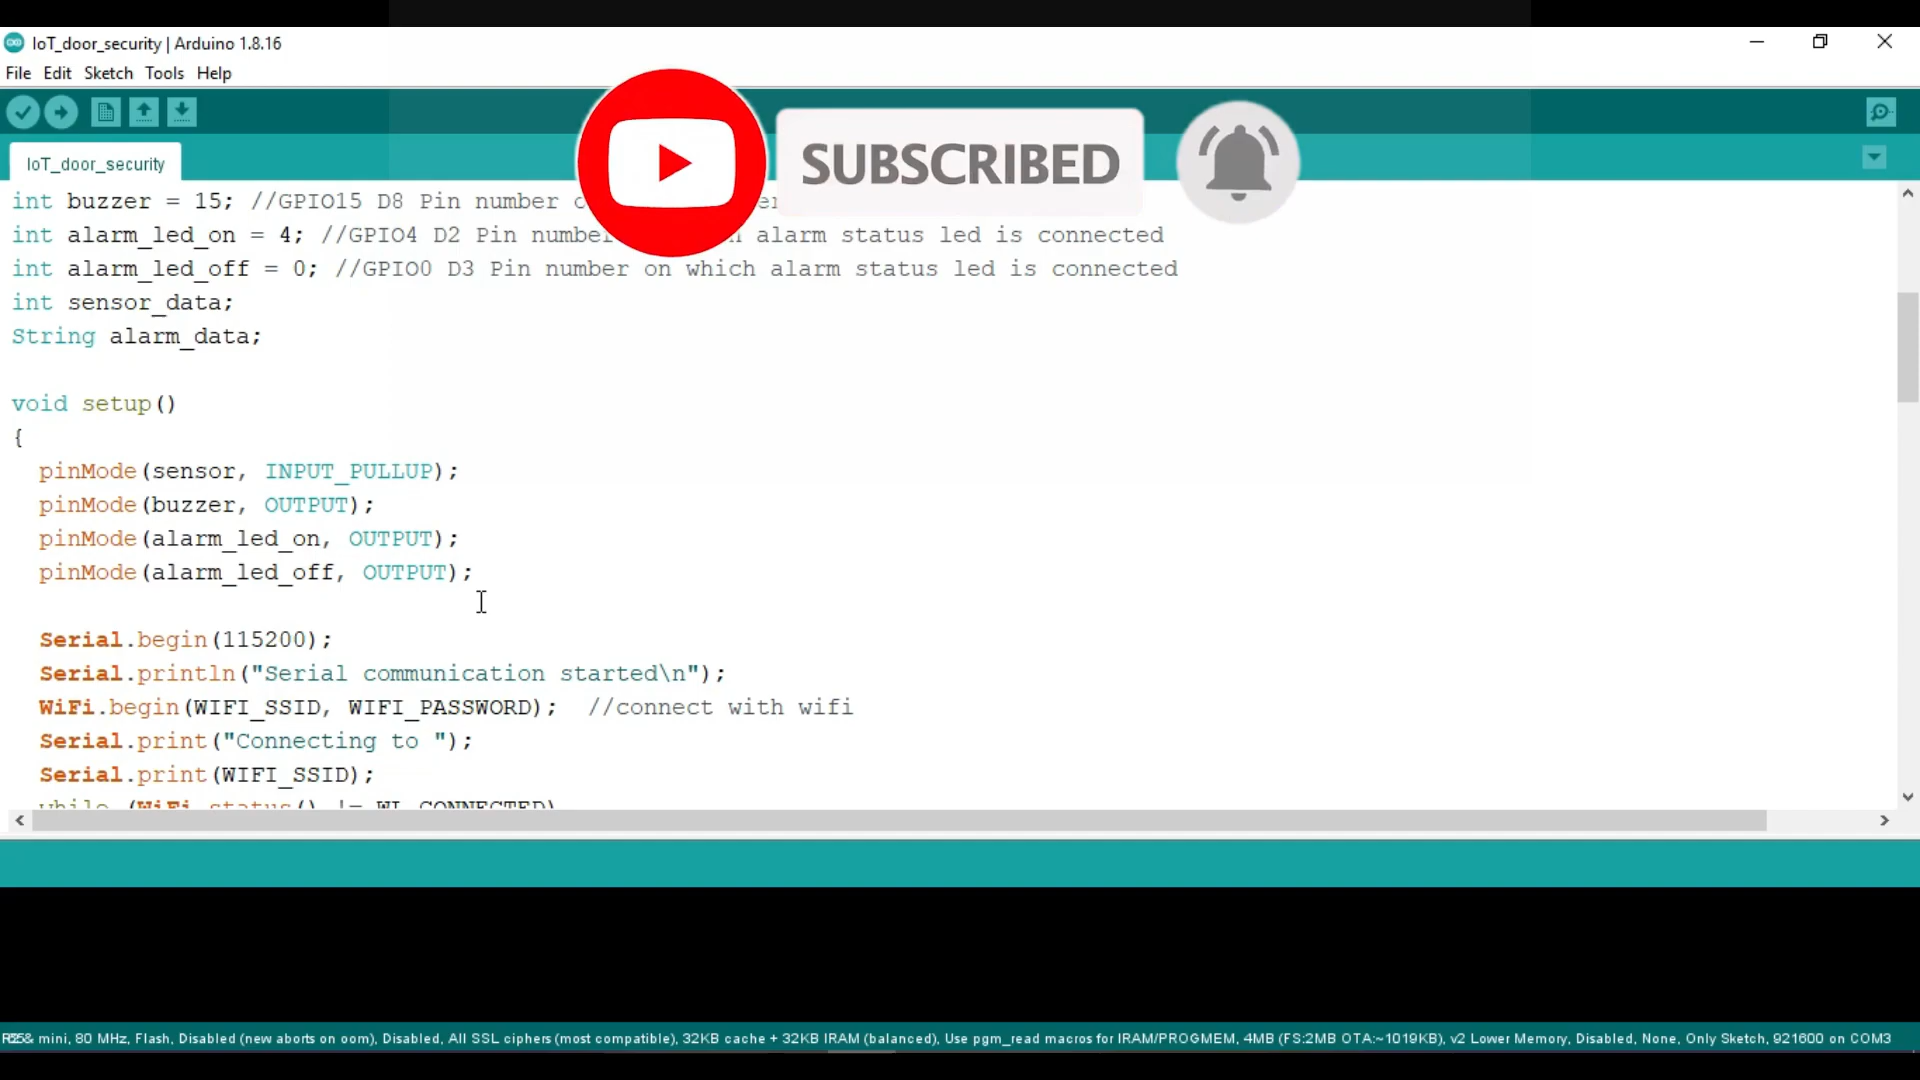 IoT_door_security | Arduino 1.8.16
File Edit Sketch Tools Help
SUBSCRIBED
IoT_door_security
int buzzer = 15; //GPIO15 D8 Pin number
int alarm_led_on = 4; //GPIO4 D2 Pin number alarm status led is connected
int alarm_led_off = 0; //GPIO0 D3 Pin number on which alarm status led is connected
int sensor_data;
String alarm_data;
void setup()
{
pinMode(sensor, INPUT_PULLUP);
pinMode(buzzer, OUTPUT);
pinMode(alarm_led_on, OUTPUT);
pinMode(alarm_led_off, OUTPUT);
Serial.begin(115200);
Serial.println("Serial communication started\n");
WiFi.begin(WIFI_SSID, WIFI_PASSWORD); //connect with wifi
Serial.print("Connecting to ");
Serial.print(WIFI_SSID);
while (WiFi.status() != WL_CONNECTED)
& mini, 80 MHz, Flash, Disabled (new aborts on oom), Disabled, All SSL ciphers (most compatible), 32KB cache + 32KB IRAM (balanced), Use pgm_read macros for IRAM/PROGMEM, 4MB (FS:2MB OTA:~1019KB), v2 Lower Memory, Disabled, None, Only Sketch, 921600 on COM3